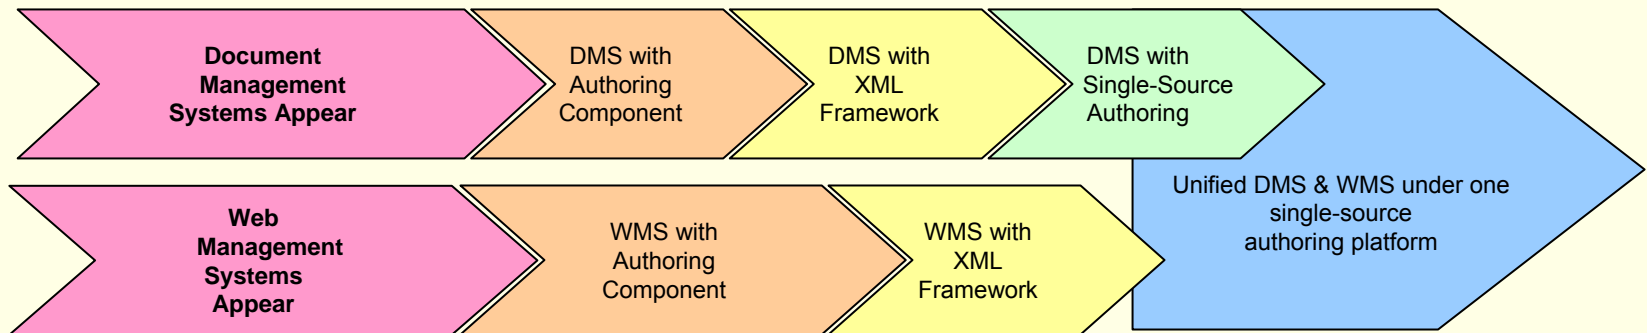 Document
Management
Systems Appear
DMS with
Authoring
Component
DMS with
XML
Framework
DMS with
Single-Source
Authoring
Unified DMS & WMS under one
single-source
authoring platform
Web
Management
Systems
Appear
WMS with
Authoring
Component
WMS with
XML
Framework